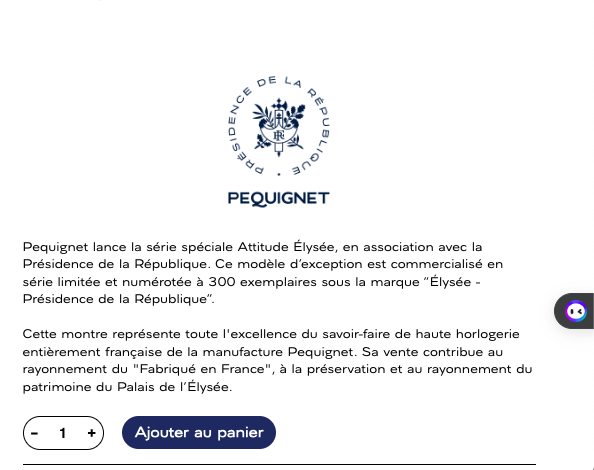 PRÉSIDENCE DE LA RÉPUBLIQUE
RF
PEQUIGNET
Pequignet lance la série spéciale Attitude Élysée, en association avec la
Présidence de la République. Ce modèle d’exception est commercialisé en
série limitée et numérotée à 300 exemplaires sous la marque “Élysée -
Présidence de la République”.
Cette montre représente toute l'excellence du savoir-faire de haute horlogerie
entièrement française de la manufacture Pequignet. Sa vente contribue au
rayonnement du "Fabriqué en France", à la préservation et au rayonnement du
patrimoine du Palais de l’Élysée.
- 1 + Ajouter au panier